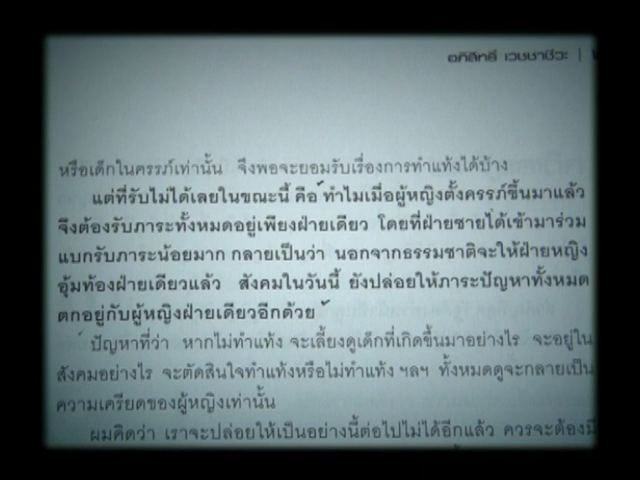 อภิสิทธิ์ เวชชาชีวะ |
หรือเด็กในครรภ์เท่านั้น จึงพอจะยอมรับเรื่องการทำแท้งได้บ้าง
แต่ที่รับไม่ได้เลยในขณะนี้ คือ ทำไมเมื่อผู้หญิงตั้งครรภ์ขึ้นมาแล้ว
จึงต้องรับภาระทั้งหมดอยู่เพียงฝ่ายเดียว โดยที่ฝ่ายชายได้เข้ามาร่วม
แบกรับภาระน้อยมาก กลายเป็นว่า นอกจากธรรมชาติจะให้ฝ่ายหญิง
อุ้มท้องฝ่ายเดียวแล้ว สังคมในวันนี้ ยังปล่อยให้ภาระปัญหาทั้งหมด
ตกอยู่กับผู้หญิงฝ่ายเดียวอีกด้วย
ปัญหาที่ว่า หากไม่ทำแท้ง จะเลี้ยงดูเด็กที่เกิดขึ้นมาอย่างไร จะอยู่ใน
สังคมอย่างไร จะตัดสินใจทำแท้งหรือไม่ทำแท้ง ฯลฯ ทั้งหมดดูจะกลายเป็น
ความเครียดของผู้หญิงเท่านั้น
ผมคิดว่า เราจะปล่อยให้เป็นอย่างนี้ต่อไปไม่ได้อีกแล้ว ควรจะต้องมี